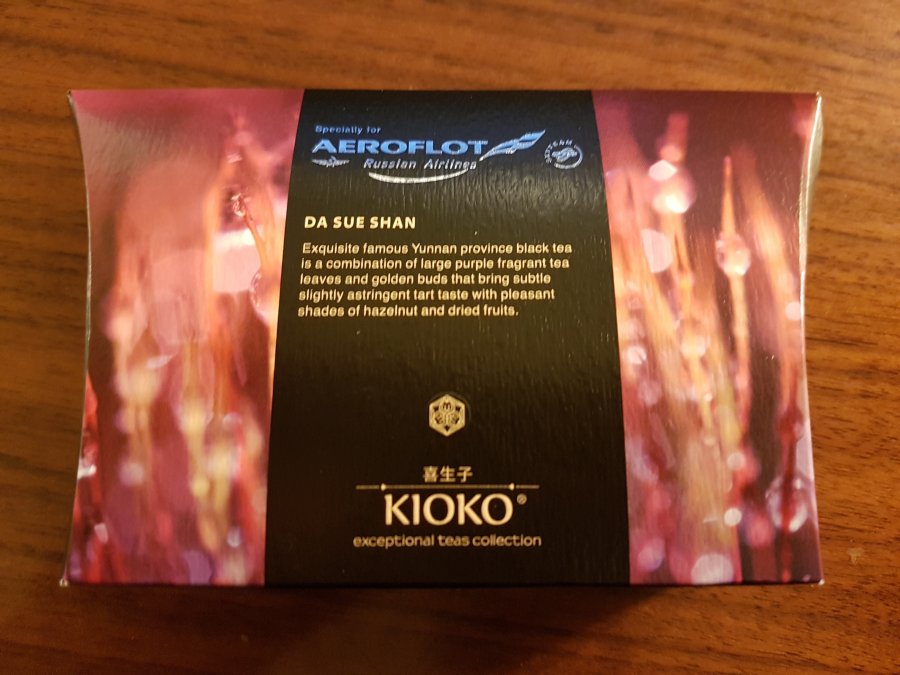 Specially for
AEROFLOT
Russian Airlines
SKYTEAM
DA SUE SHAN
Exquisite famous Yunnan province black tea
is a combination of large purple fragrant tea
leaves and golden buds that bring subtle
slightly astringent tart taste with pleasant
shades of hazelnut and dried fruits.
喜生子
KIOKO®
exceptional teas collection